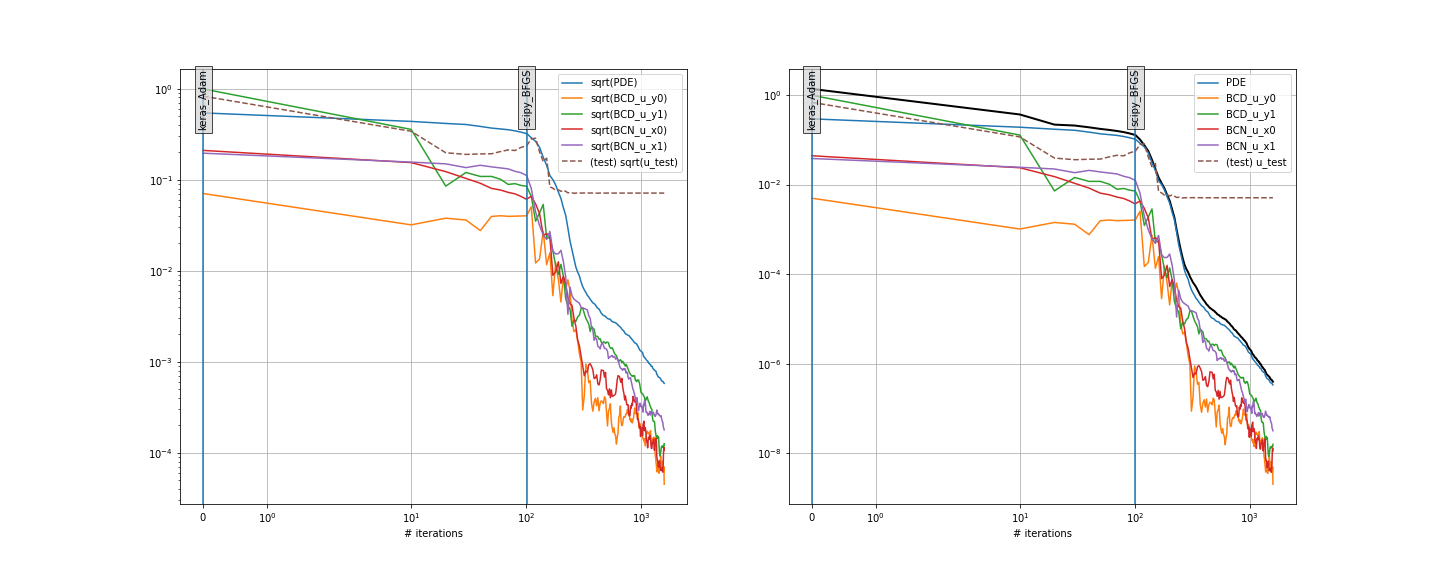 keras_Adam
scipy_BFGS
sqrt(PDE)
sqrt(BCD_u_y0)
sqrt(BCD_u_y1)
sqrt(BCN_u_x0)
sqrt(BCN_u_x1)
(test) sqrt(u_test)
10⁰
10⁻¹
10⁻²
10⁻³
10⁻⁴
0
10⁰
10¹
10²
10³
# iterations
keras_Adam
scipy_BFGS
PDE
BCD_u_y0
BCD_u_y1
BCN_u_x0
BCN_u_x1
(test) u_test
10⁰
10⁻²
10⁻⁴
10⁻⁶
10⁻⁸
0
10⁰
10¹
10²
10³
# iterations